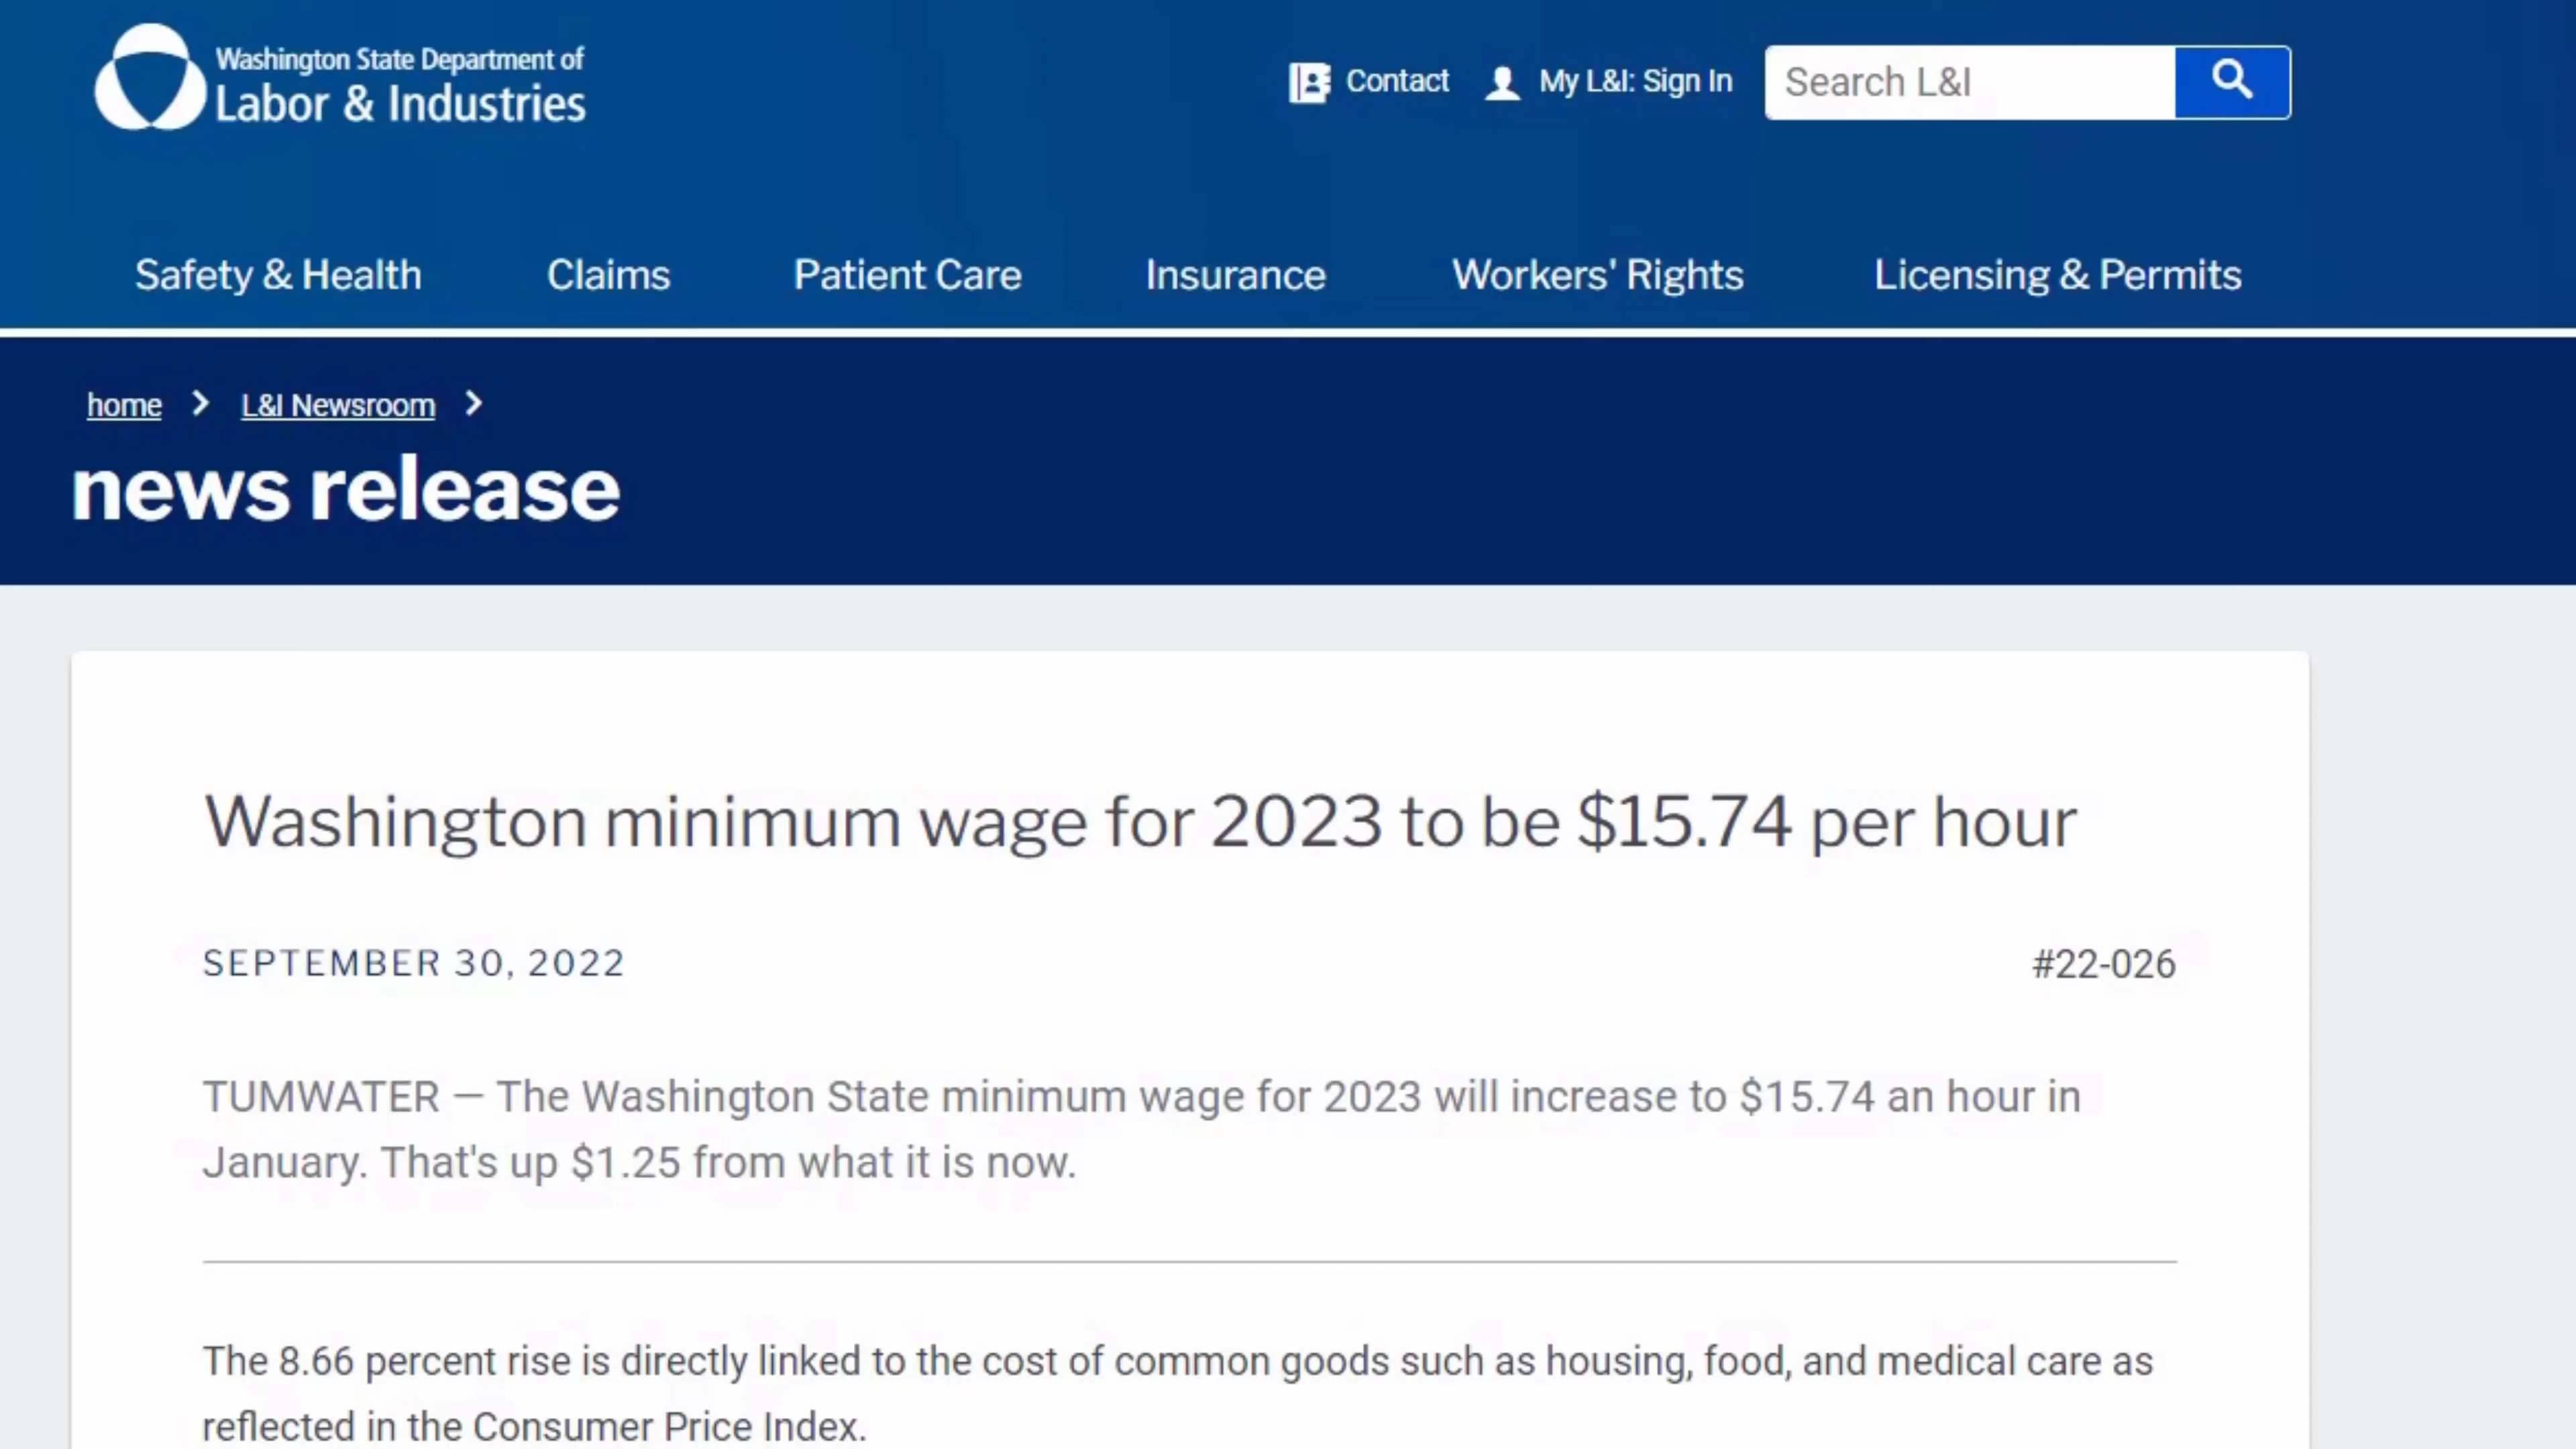 Washington State Department of
Labor & Industries
Contact
My L&I: Sign In
Search L&I
Safety & Health
Claims
Patient Care
Insurance
Workers' Rights
Licensing & Permits
home
L&I Newsroom
news release
Washington minimum wage for 2023 to be $15.74 per hour
SEPTEMBER 30, 2022
#22-026
TUMWATER — The Washington State minimum wage for 2023 will increase to $15.74 an hour in
January. That's up $1.25 from what it is now.
The 8.66 percent rise is directly linked to the cost of common goods such as housing, food, and medical care as
reflected in the Consumer Price Index.